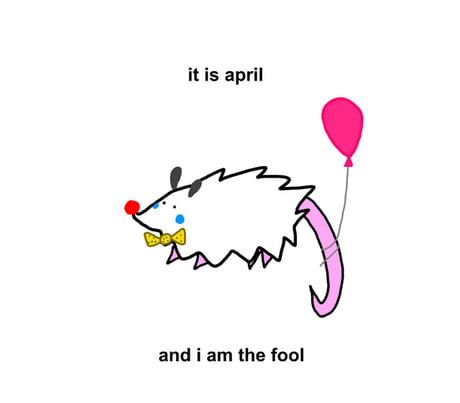 it is april
and i am the fool